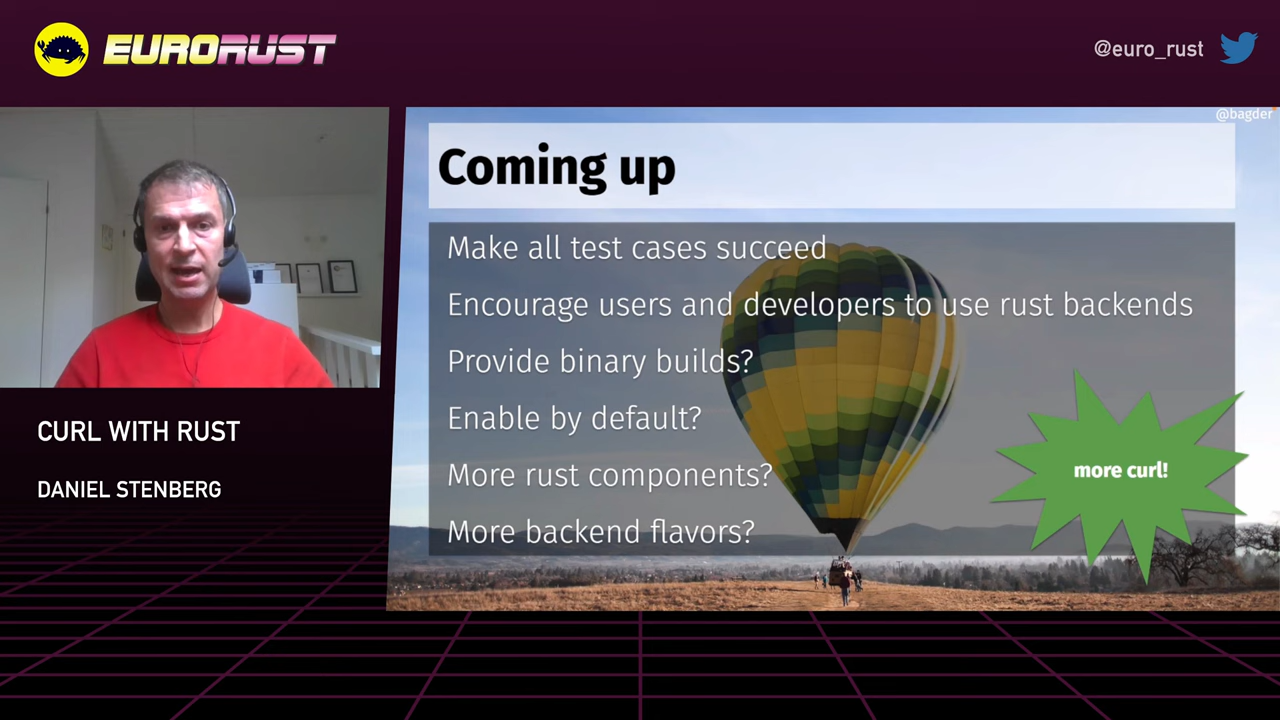 EURORUST
@euro_rust
@bagder
Coming up
Make all test cases succeed
Encourage users and developers to use rust backends
Provide binary builds?
Enable by default?
More rust components?
More backend flavors?
more curl!
CURL WITH RUST
DANIEL STENBERG